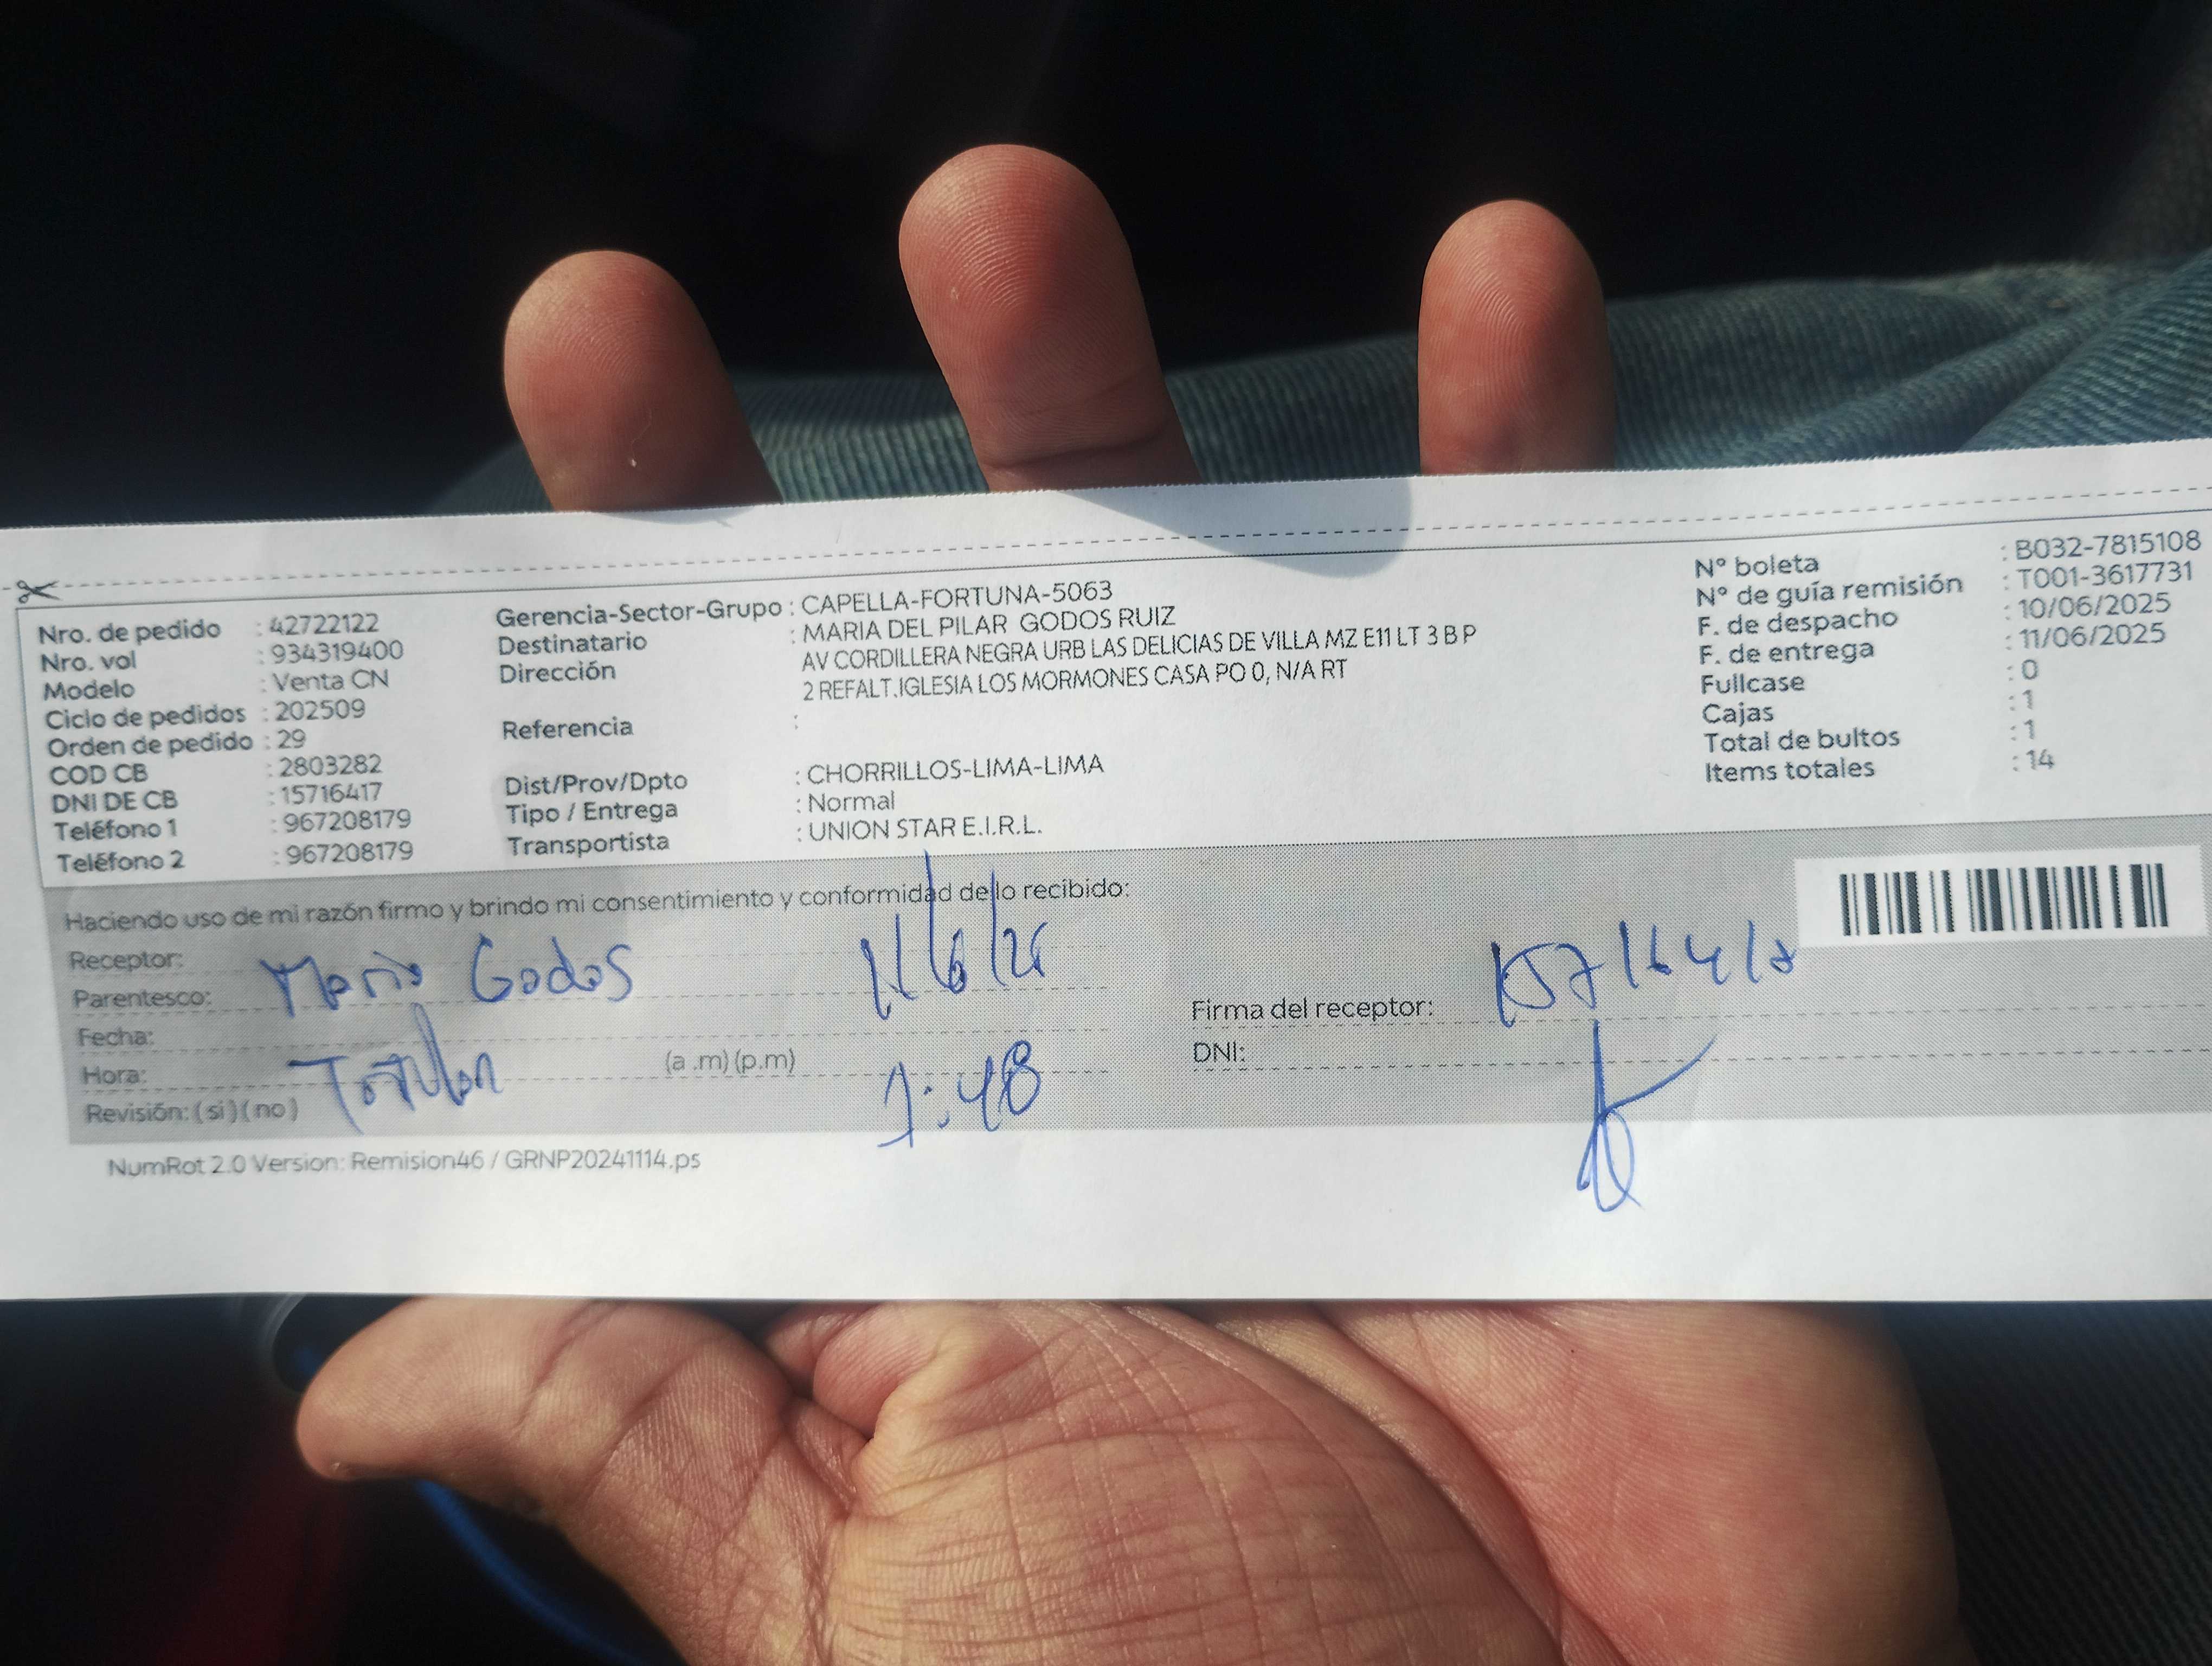 Nro. de pedido : 42722122
Nro. vol : 934319400
Modelo : Venta CN
Ciclo de pedidos : 202509
Orden de pedido : 29
COD CB : 2803282
DNI DE CB : 15716417
Teléfono 1 : 967208179
Teléfono 2 : 967208179
Gerencia-Sector-Grupo : CAPELLA-FORTUNA-5063
Destinatario : MARIA DEL PILAR GODOS RUIZ
Dirección AV CORDILLERA NEGRA URB LAS DELICIAS DE VILLA MZ E11 LT 3 B P
2 REFALT.IGLESIA LOS MORMONES CASA PO 0, N/A RT
Referencia :
Dist/Prov/Dpto : CHORRILLOS-LIMA-LIMA
Tipo / Entrega : Normal
Transportista : UNION STAR E.I.R.L.
N° boleta : B032-7815108
N° de guía remisión : T001-3617731
F. de despacho : 10/06/2025
F. de entrega : 11/06/2025
Fullcase : 0
Cajas : 1
Total de bultos : 1
Items totales : 14
Haciendo uso de mi razón firmo y brindo mi consentimiento y conformidad de lo recibido:
Receptor:
Parentesco: Maria Godos 11/6/25
Fecha:
Hora: Titular (a .m) (p.m) 1:48
Revisión: ( si ) ( no )
Firma del receptor: 15716417
DNI:
NumRot 2.0 Version: Remision46 / GRNP20241114.ps